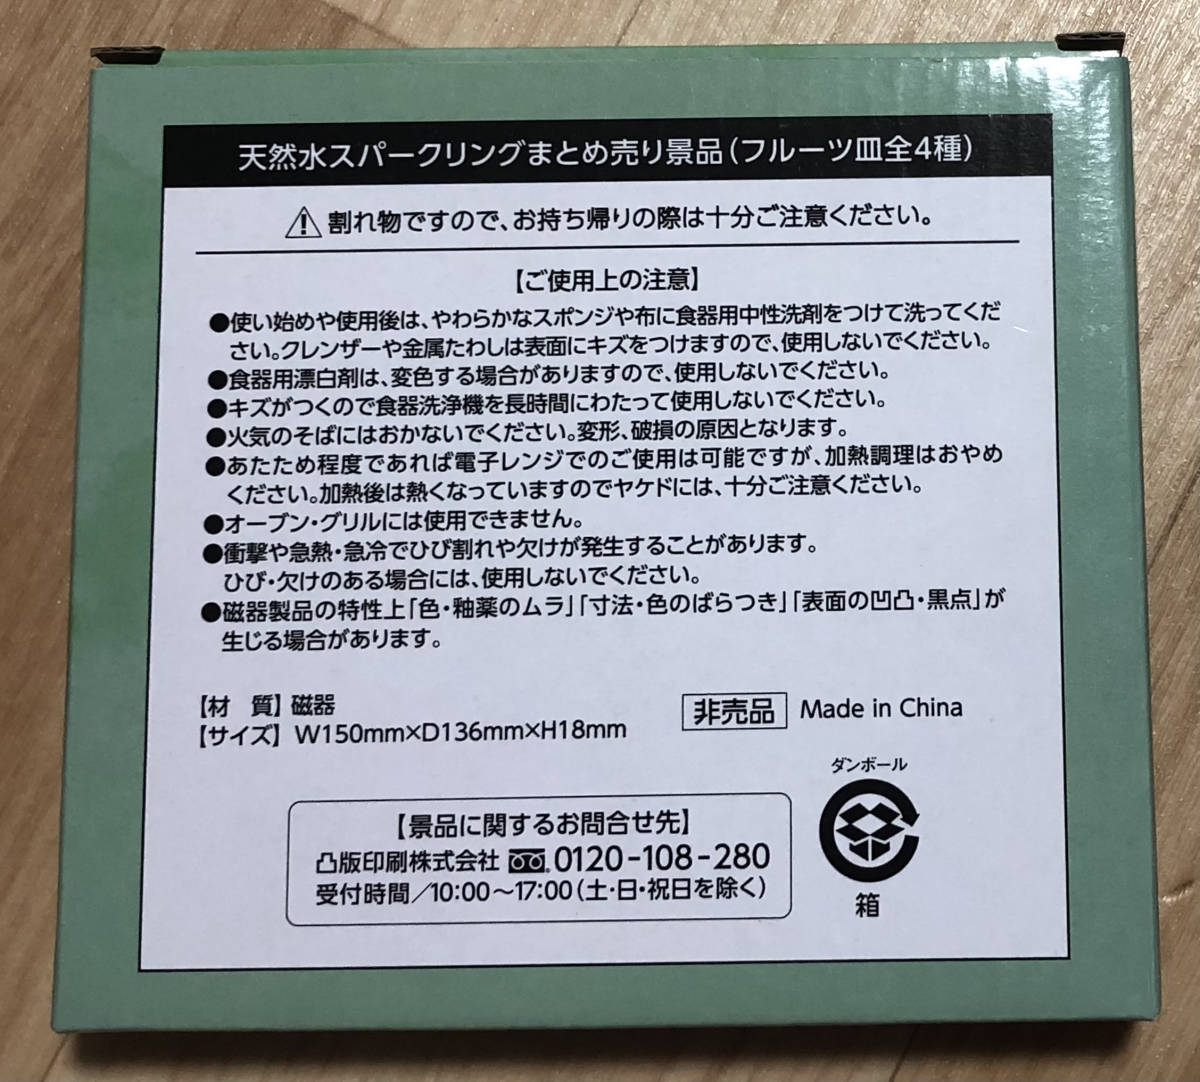 天然水スパークリングまとめ売り景品(フルーツ皿全4種)
割れ物ですので、お持ち帰りの際は十分ご注意ください。
【ご使用上の注意】
●使い始めや使用後は、やわらかなスポンジや布に食器用中性洗剤をつけて洗ってくだ
さい。クレンザーや金属たわしは表面にキズをつけますので、使用しないでください。
●食器用漂白剤は、変色する場合がありますので、使用しないでください。
●キズがつくので食器洗浄機を長時間にわたって使用しないでください。
●火気のそばにはおかないでください。変形、破損の原因となります。
●あたため程度であれば電子レンジでのご使用は可能ですが、加熱調理はおやめ
ください。加熱後は熱くなっていますのでヤケドには、十分ご注意ください。
●オーブン・グリルには使用できません。
●衝撃や急熱・急冷でひび割れや欠けが発生することがあります。
ひび・欠けのある場合には、使用しないでください。
●磁器製品の特性上「色・釉薬のムラ」「寸法・色のばらつき」「表面の凹凸・黒点」が
生じる場合があります。
【材　質】磁器
【サイズ】W150mm×D136mm×H18mm
非売品 Made in China
ダンボール
箱
【景品に関するお問合せ先】
凸版印刷株式会社 0120-108-280
受付時間/10:00〜17:00(土・日・祝日を除く)